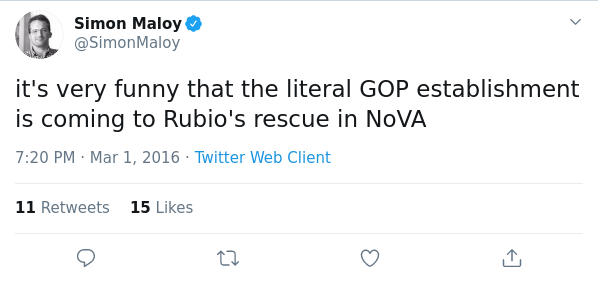 Simon Maloy
@SimonMaloy
it's very funny that the literal GOP establishment
is coming to Rubio's rescue in NoVA
7:20 PM · Mar 1, 2016 · Twitter Web Client
11 Retweets 15 Likes